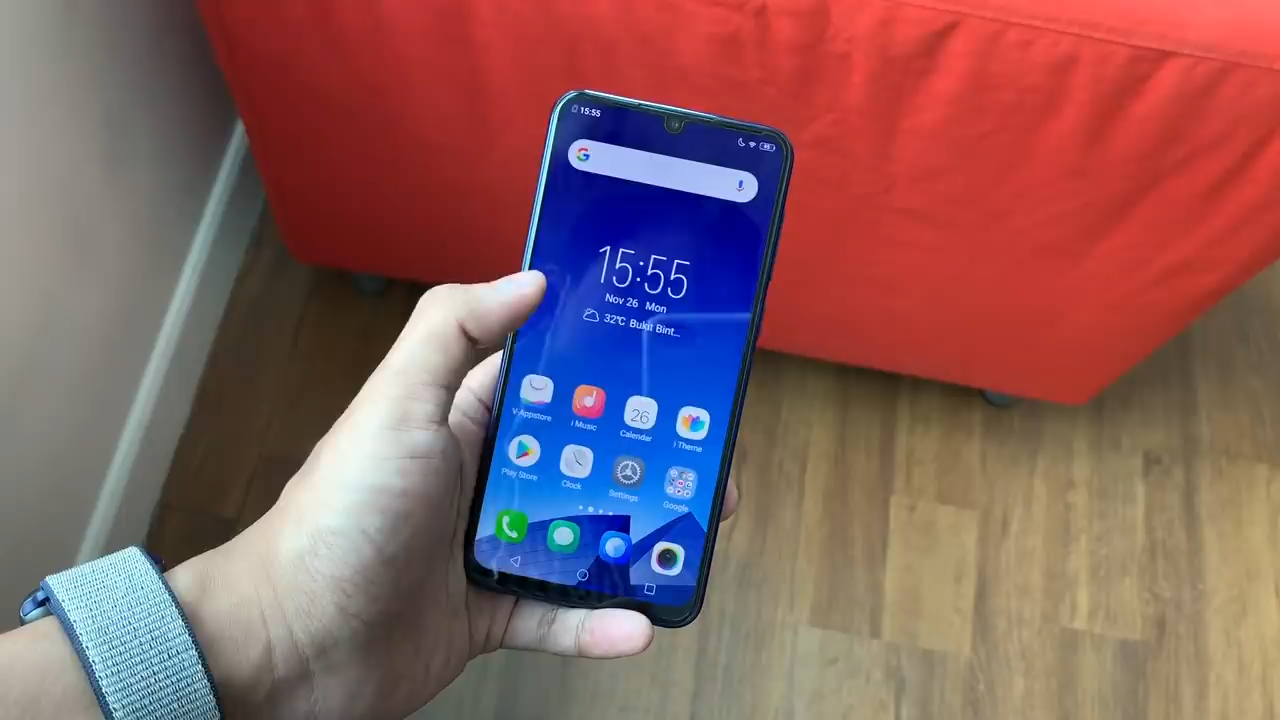 15:55
15:55
Nov 26 Mon
32℃ Bukit Bint...
V-Appstore
i Music
26
Calendar
i Theme
Play Store
Clock
Settings
Google